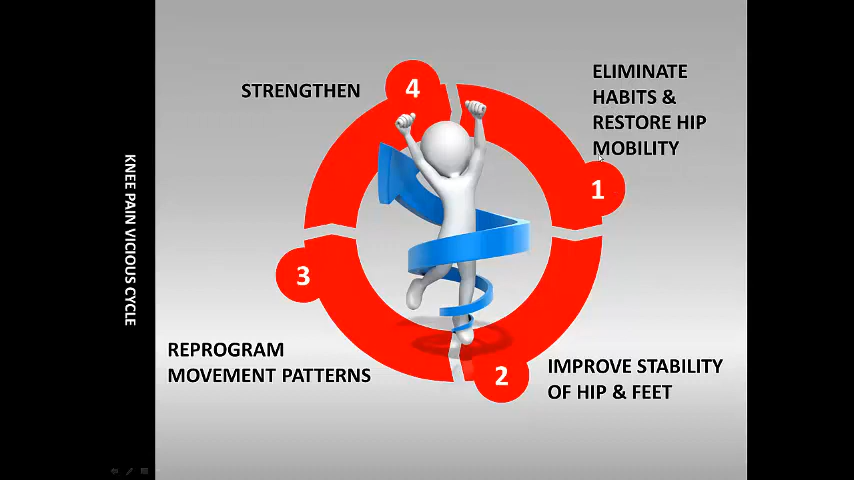 KNEE PAIN VICIOUS CYCLE
STRENGTHEN
4
ELIMINATE
HABITS &
RESTORE HIP
MOBILITY
1
3
REPROGRAM
MOVEMENT PATTERNS
2
IMPROVE STABILITY
OF HIP & FEET